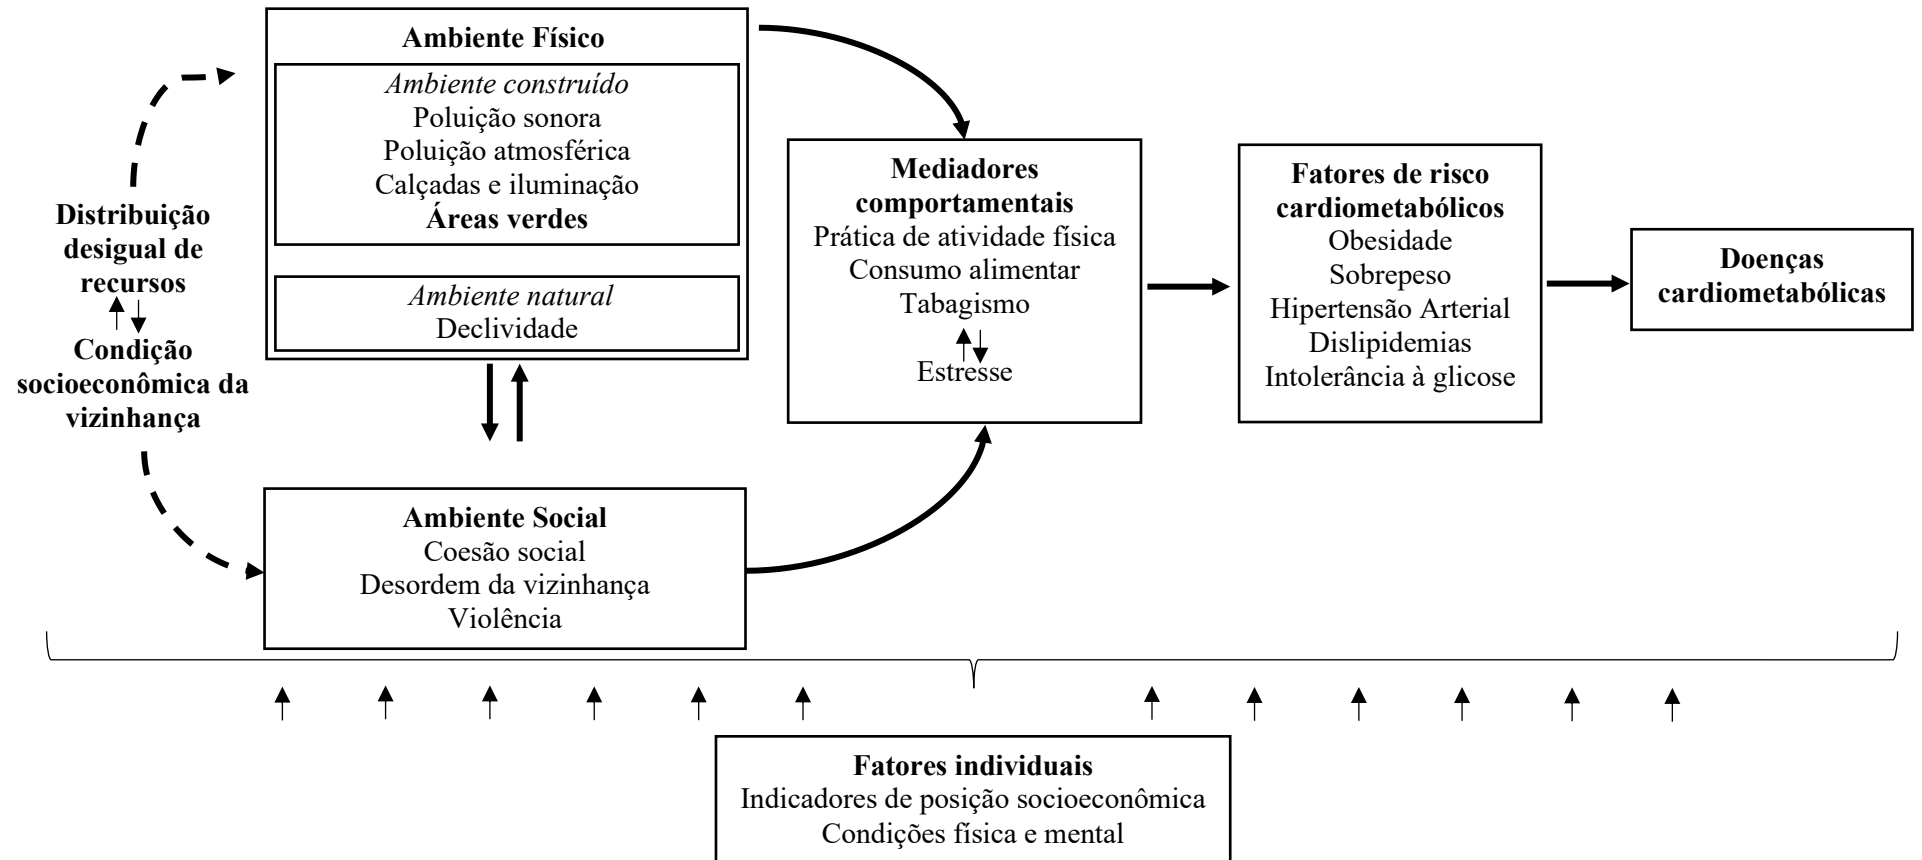 Distribuição
desigual de
recursos
Condição
socioeconômica da
vizinhança
Ambiente Físico
Ambiente construído
Poluição sonora
Poluição atmosférica
Calçadas e iluminação
Áreas verdes
Ambiente natural
Declividade
Ambiente Social
Coesão social
Desordem da vizinhança
Violência
Mediadores
comportamentais
Prática de atividade física
Consumo alimentar
Tabagismo
Estresse
Fatores de risco
cardiometabólicos
Obesidade
Sobrepeso
Hipertensão Arterial
Dislipidemias
Intolerância à glicose
Doenças
cardiometabólicas
Fatores individuais
Indicadores de posição socioeconômica
Condições física e mental